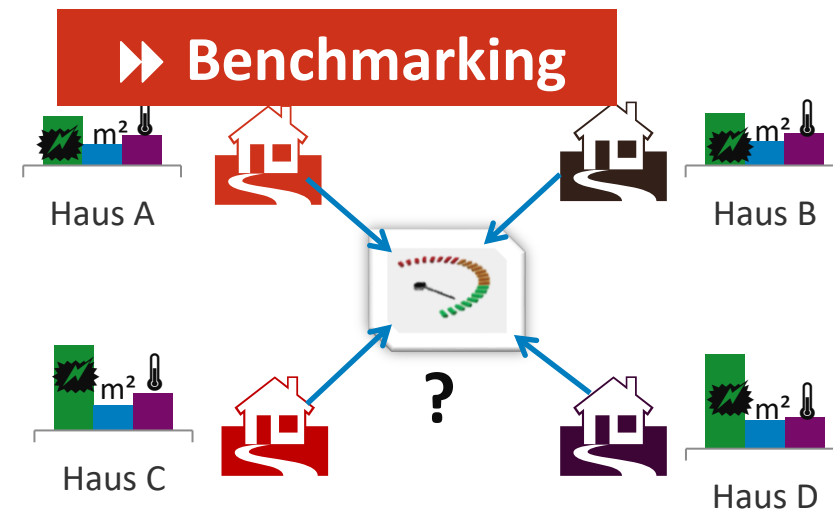 Benchmarking
m²
Haus A
m²
Haus B
?
m²
Haus C
m²
Haus D